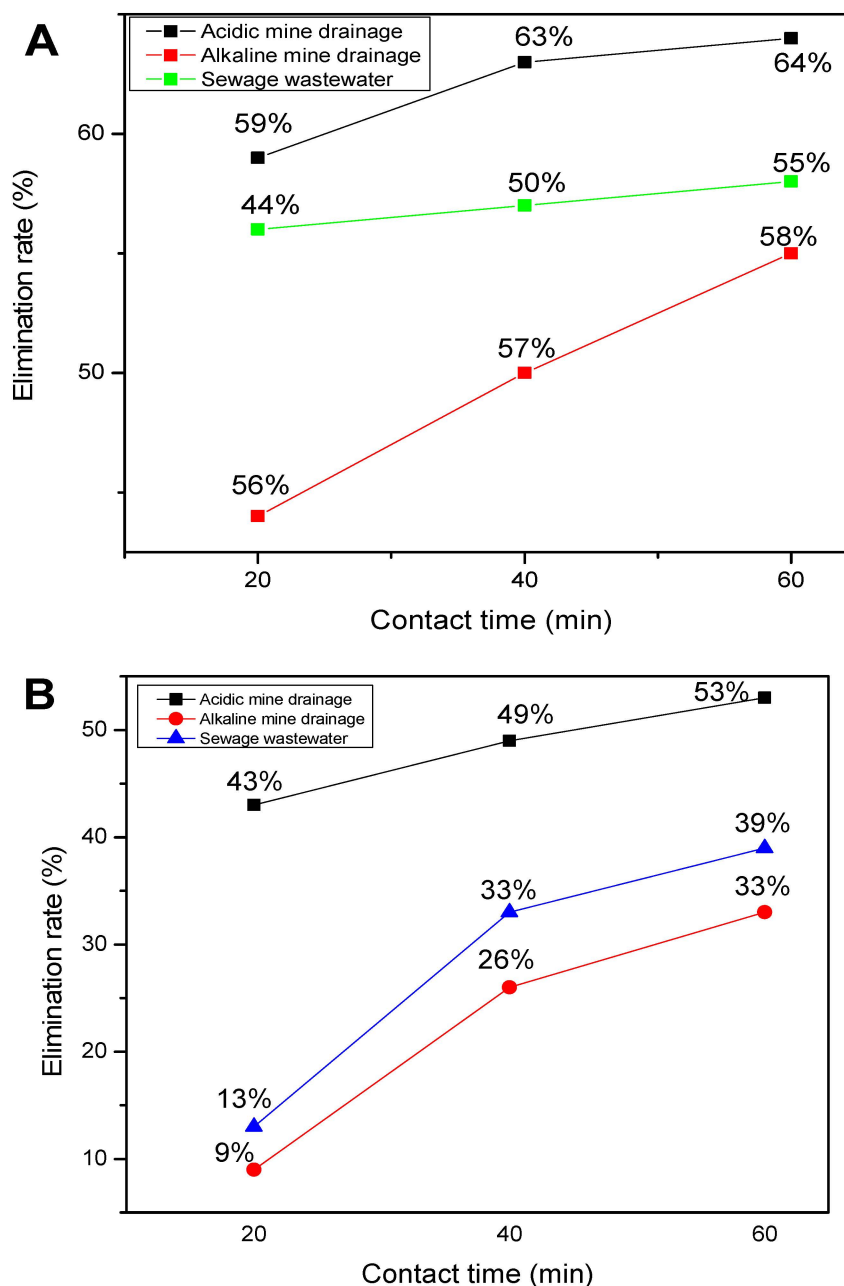 A
Acidic mine drainage
Alkaline mine drainage
Sewage wastewater
63%
64%
59%
60
55%
50%
44%
58%
57%
50
56%
Elimination rate (%)
20
40
60
Contact time (min)
B
Acidic mine drainage
Alkaline mine drainage
Sewage wastewater
53%
50
49%
43%
40
39%
33%
33%
30
26%
20
13%
9%
10
Elimination rate (%)
20
40
60
Contact time (min)